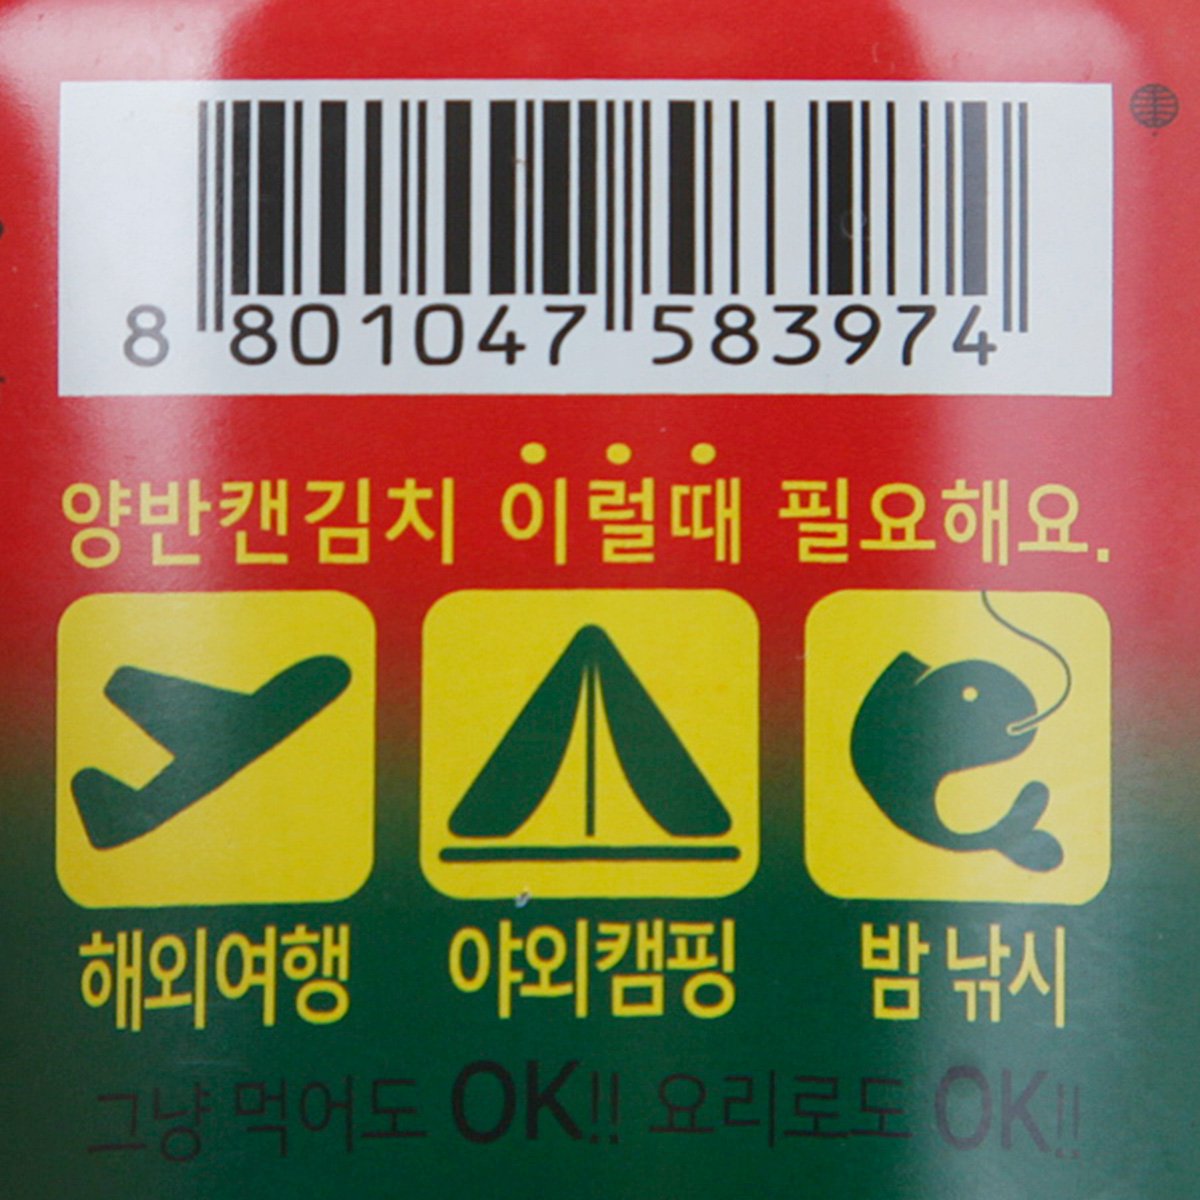 8 801047 583974
양반캔김치 이럴때 필요해요.
해외여행 야외캠핑 밤 낚시
그냥 먹어도 OK!! 요리로도 OK!!